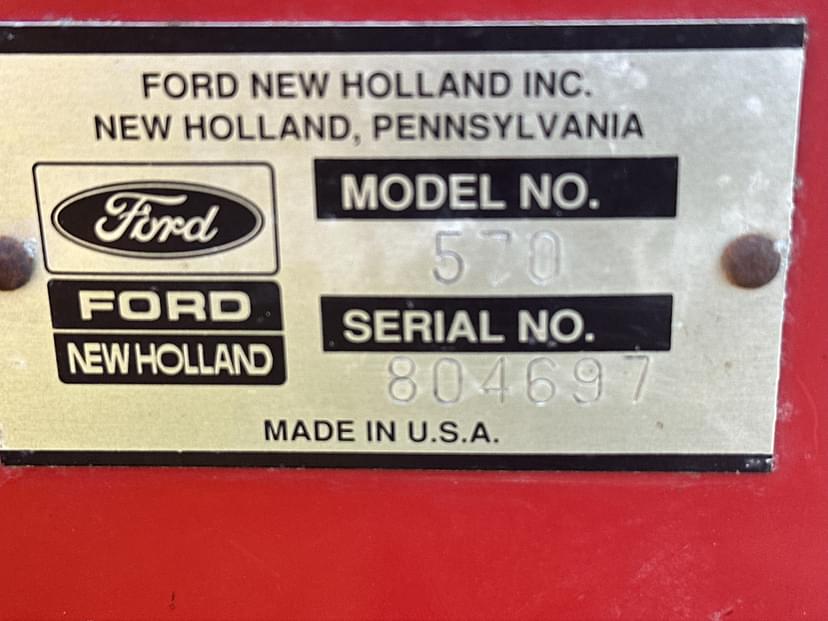 FORD NEW HOLLAND INC.
NEW HOLLAND, PENNSYLVANIA
Ford
FORD
NEW HOLLAND
MODEL NO.
570
SERIAL NO.
804697
MADE IN U.S.A.